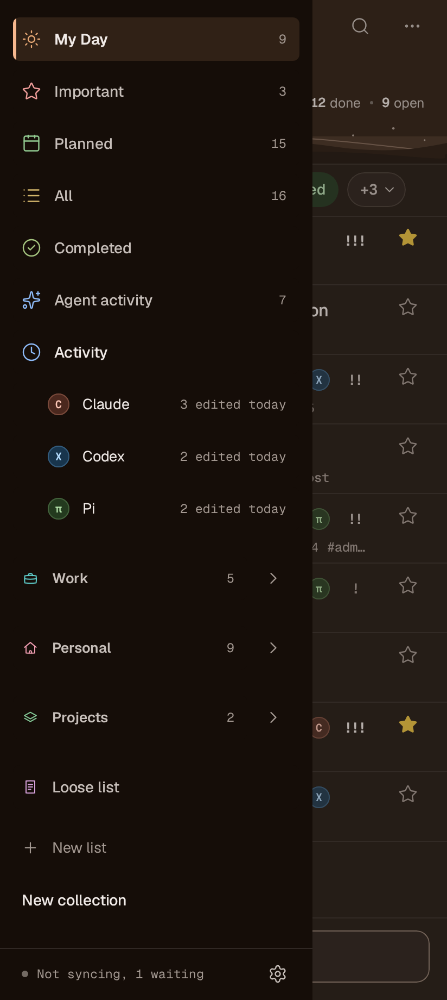 My Day 9
12 done • 9 open
Important 3
Planned 15
ed +3
All 16
!!!
Completed
Agent activity 7
on
Activity
X !!
C Claude 3 edited today
X Codex 2 edited today
ost
π Pi 2 edited today
π !!
4 #adm…
Work 5
π !
Personal 9
Projects 2
C !!!
Loose list
X
+ New list
New collection
Not syncing, 1 waiting